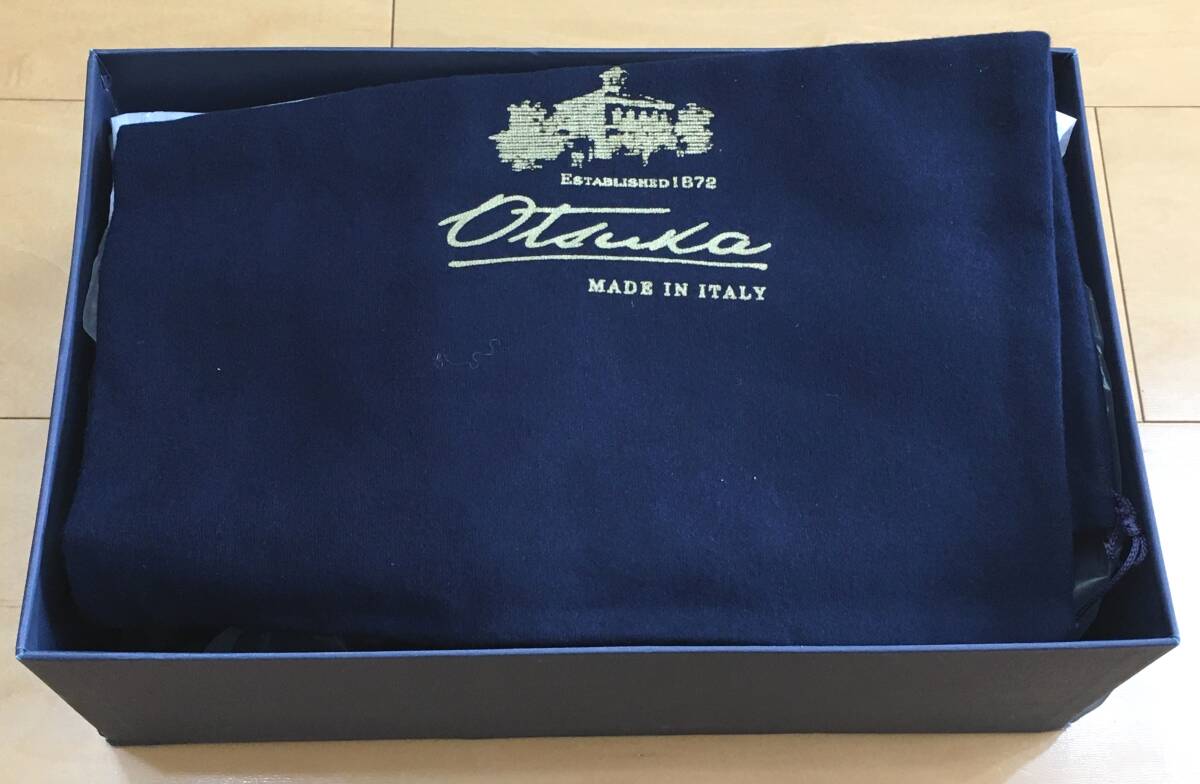 ESTABLISHED 1872
Otsuka
MADE IN ITALY